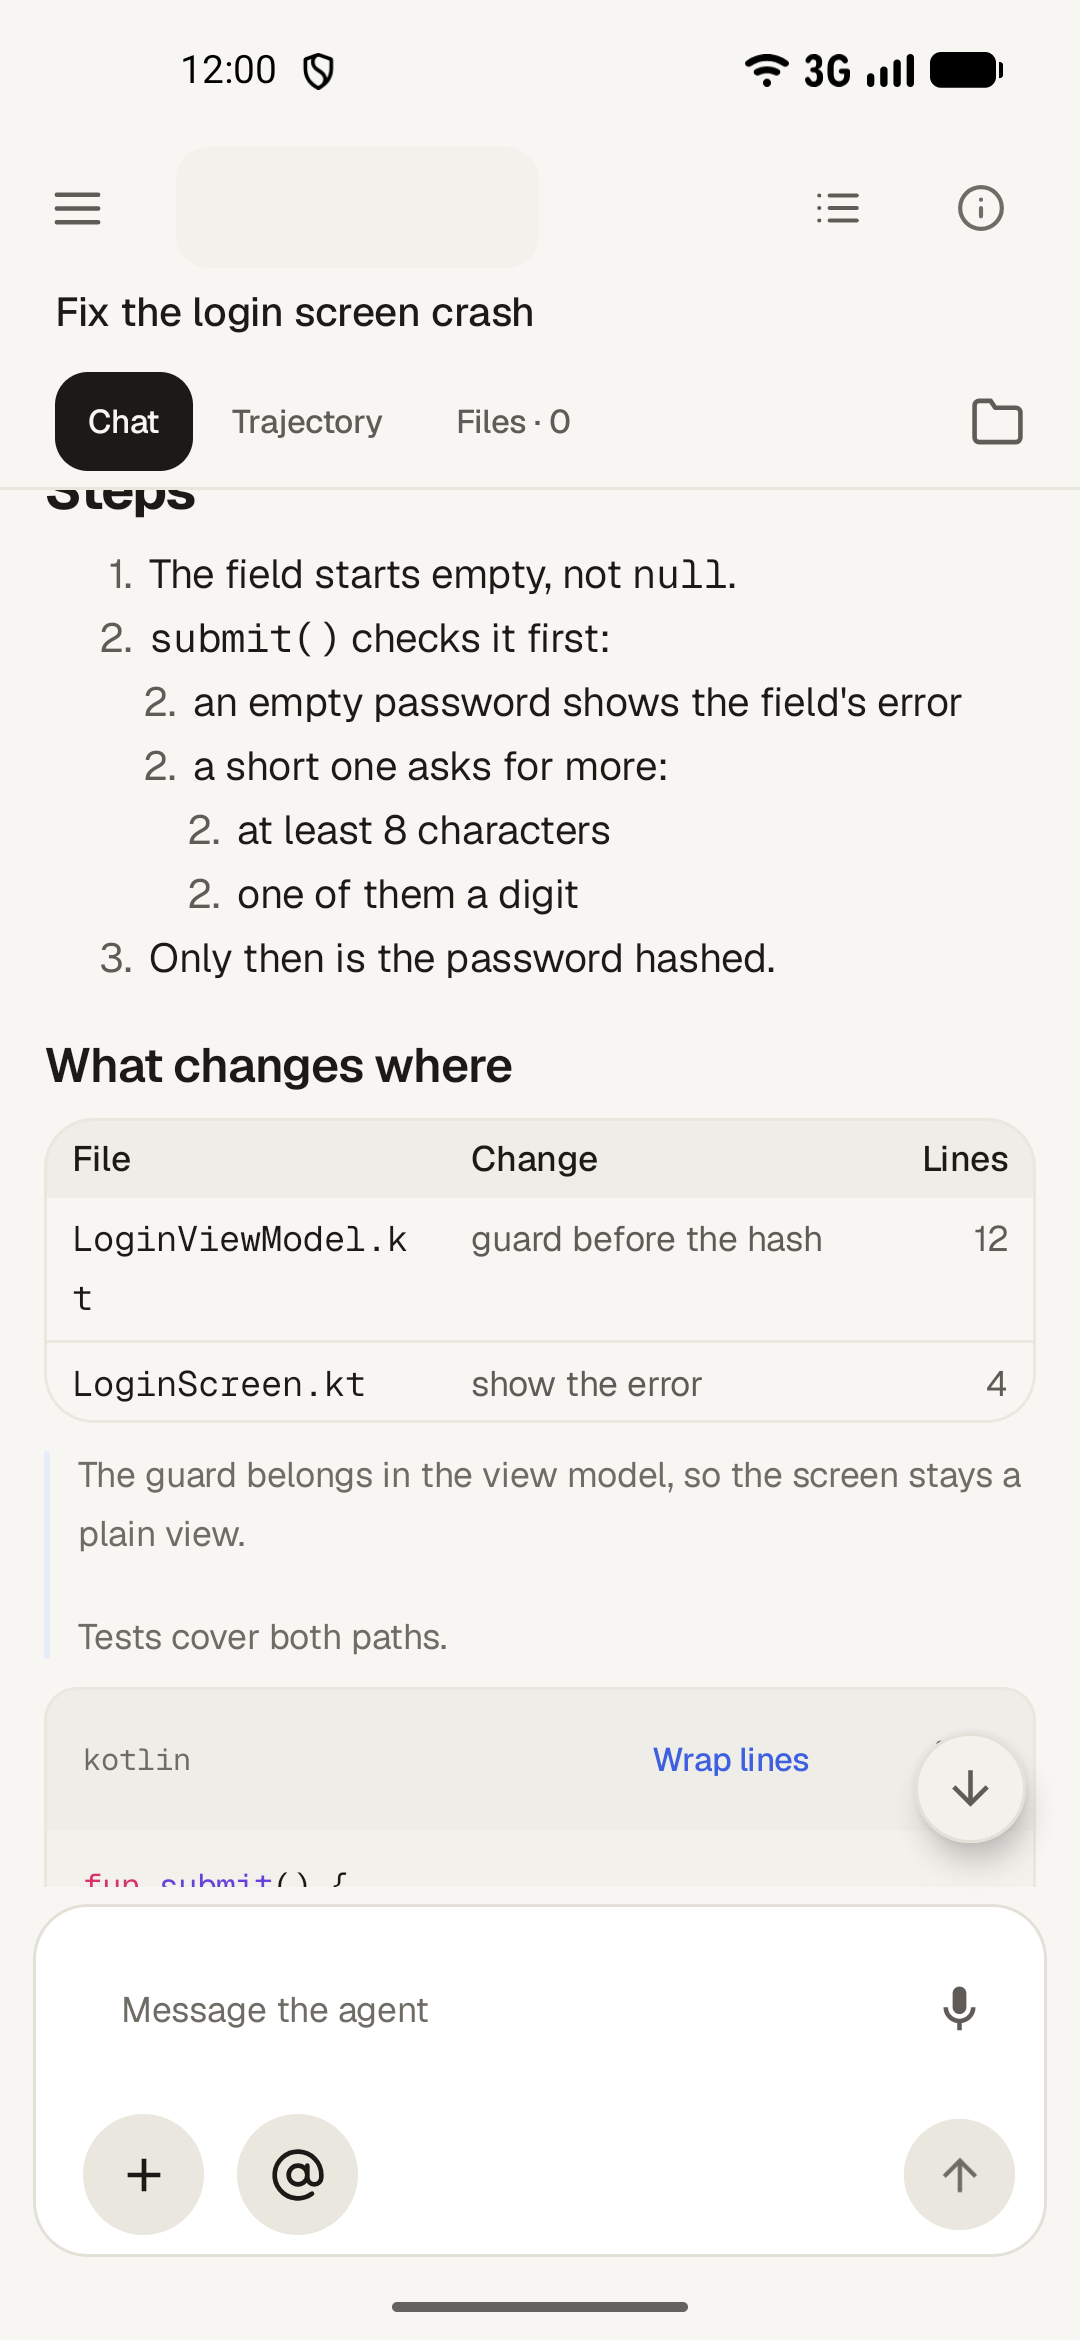 12:00
3G
Fix the login screen crash
Chat
Trajectory
Files · 0
Steps
1. The field starts empty, not null.
2. submit() checks it first:
2. an empty password shows the field's error
2. a short one asks for more:
2. at least 8 characters
2. one of them a digit
3. Only then is the password hashed.
What changes where
File Change Lines
LoginViewModel.k guard before the hash 12
t
LoginScreen.kt show the error 4
The guard belongs in the view model, so the screen stays a
plain view.
Tests cover both paths.
kotlin Wrap lines
fun submit() {
Message the agent